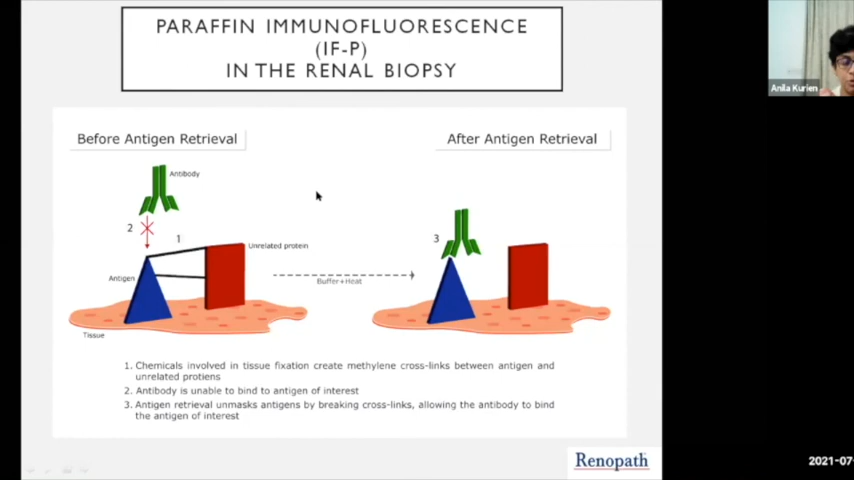 PARAFFIN IMMUNOFLUORESCENCE
(IF-P)
IN THE RENAL BIOPSY
Anila Kurien
Before Antigen Retrieval
After Antigen Retrieval
Antibody
2
1
3
Unrelated protein
Antigen
Buffer+Heat
Tissue
1. Chemicals involved in tissue fixation create methylene cross-links between antigen and
unrelated protiens
2. Antibody is unable to bind to antigen of interest
3. Antigen retrieval unmasks antigens by breaking cross-links, allowing the antibody to bind
the antigen of interest
Renopath
2021-07-